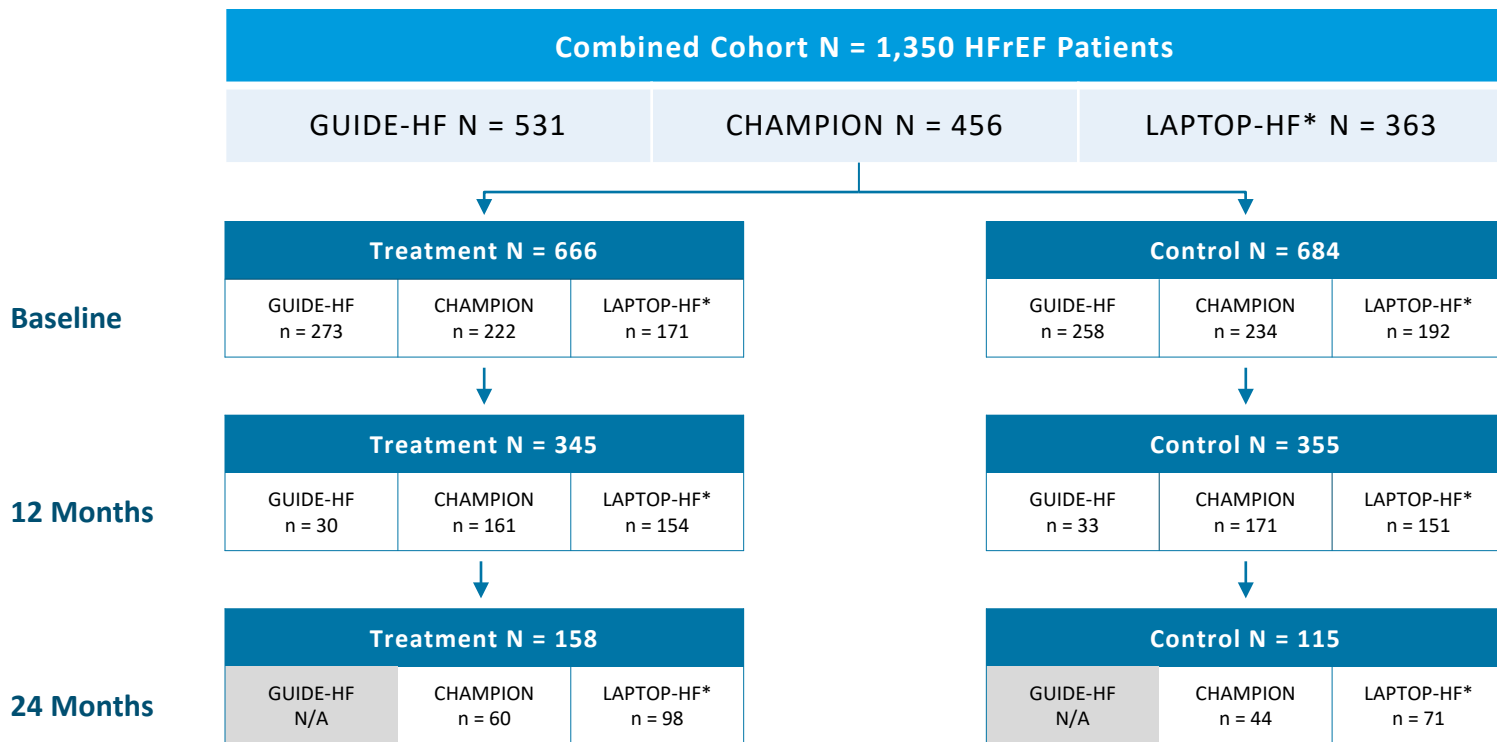 Combined Cohort N = 1,350 HFrEF Patients
GUIDE-HF N = 531
CHAMPION N = 456
LAPTOP-HF* N = 363
Baseline
Treatment N = 666
GUIDE-HF
n = 273
CHAMPION
n = 222
LAPTOP-HF*
n = 171
Control N = 684
GUIDE-HF
n = 258
CHAMPION
n = 234
LAPTOP-HF*
n = 192
12 Months
Treatment N = 345
GUIDE-HF
n = 30
CHAMPION
n = 161
LAPTOP-HF*
n = 154
Control N = 355
GUIDE-HF
n = 33
CHAMPION
n = 171
LAPTOP-HF*
n = 151
24 Months
Treatment N = 158
GUIDE-HF
N/A
CHAMPION
n = 60
LAPTOP-HF*
n = 98
Control N = 115
GUIDE-HF
N/A
CHAMPION
n = 44
LAPTOP-HF*
n = 71